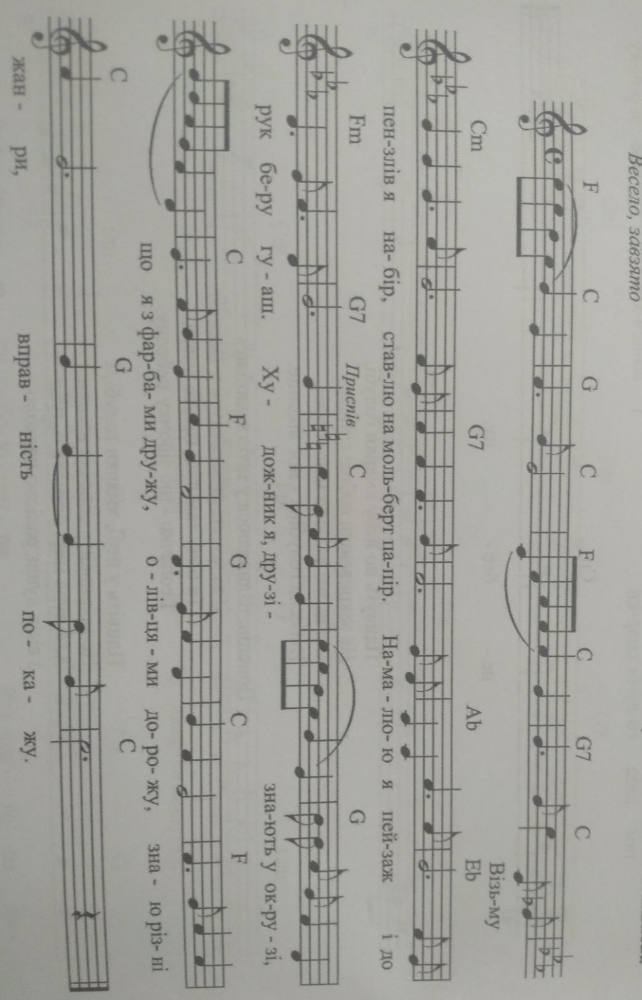 Весело, завзято
F C G C F C G7 C
Візь-му
Cm G7 Ab Eb
пен-злів я на- бір, став-лю на моль-берт па-пір. На-ма - лю- ю я пей-заж і до
Fm G7 Приспів C G
рук бе-ру гу - аш. Ху - дож-ник я, дру-зі - зна-ють у ок-ру - зі,
C F G C F
що я з фар-ба- ми дру-жу, о - лів-ця - ми до- ро- жу, зна - ю різ- ні
C G C
жан - ри, вправ - ність по - ка - жу.